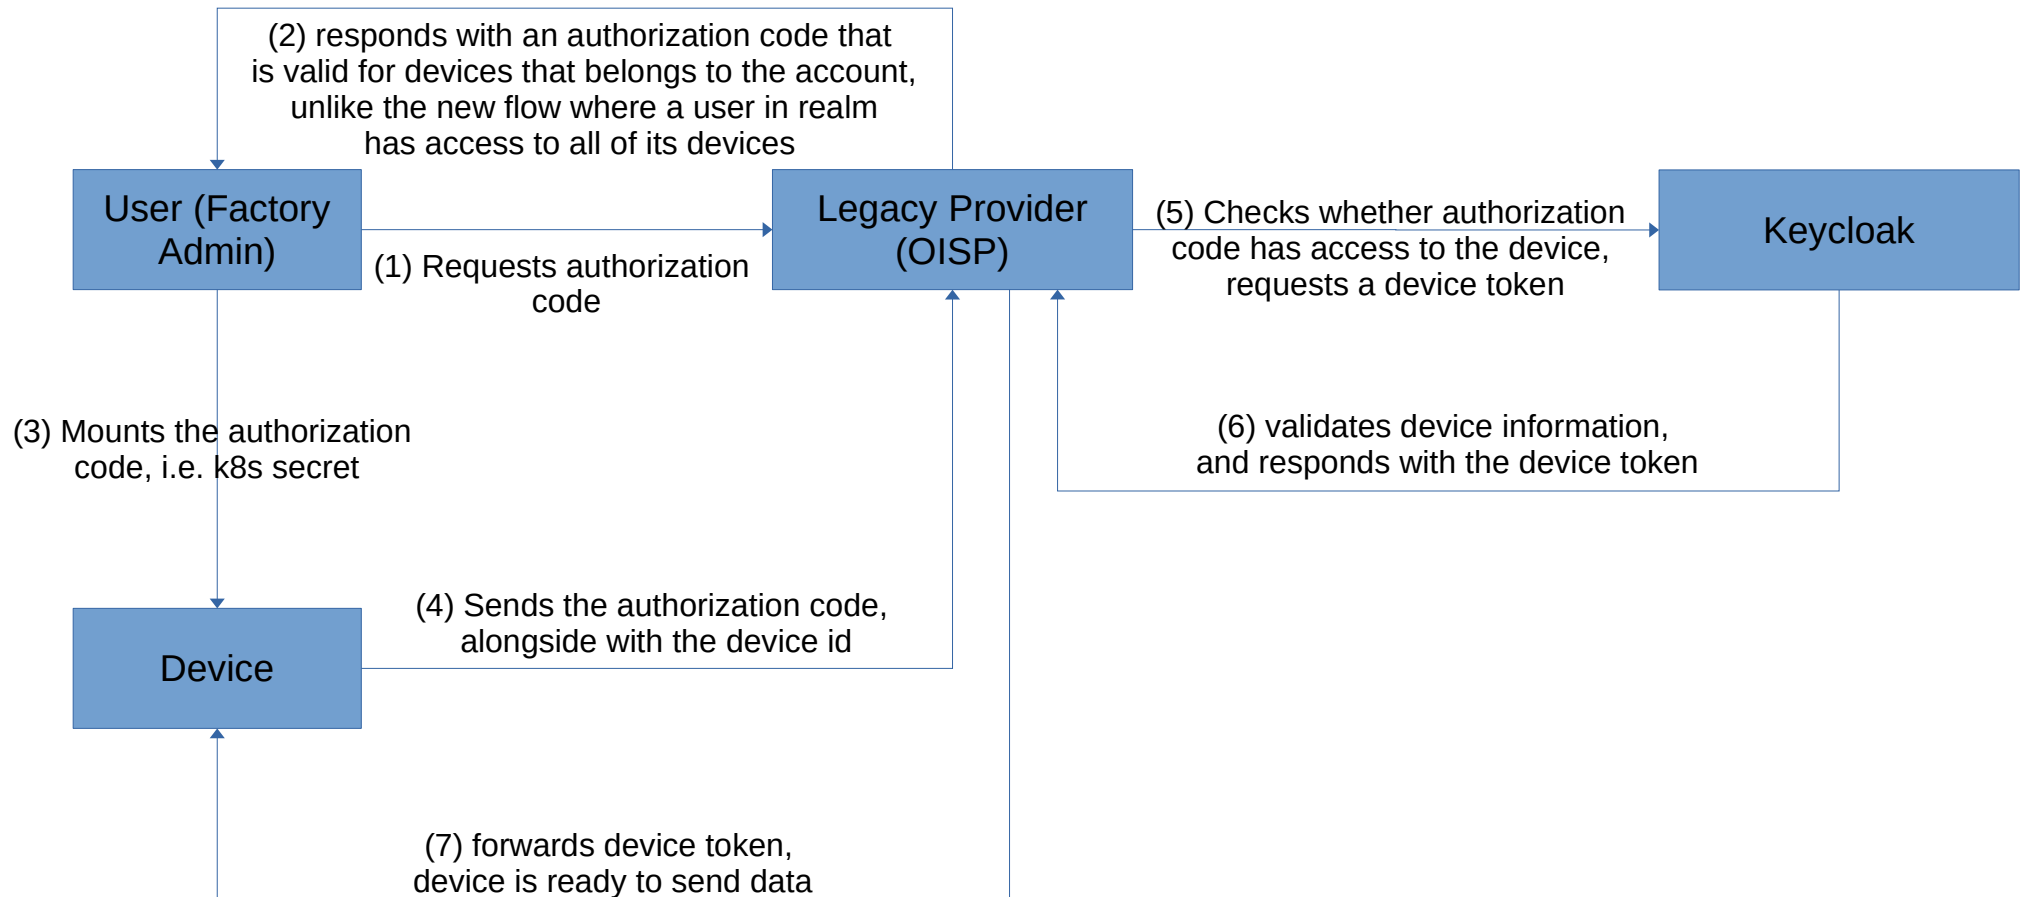 (2) responds with an authorization code that
is valid for devices that belongs to the account,
unlike the new flow where a user in realm
has access to all of its devices
User (Factory
Admin)
(1) Requests authorization
code
Legacy Provider
(OISP)
(5) Checks whether authorization
code has access to the device,
requests a device token
Keycloak
(3) Mounts the authorization
code, i.e. k8s secret
(6) validates device information,
and responds with the device token
Device
(4) Sends the authorization code,
alongside with the device id
(7) forwards device token,
device is ready to send data